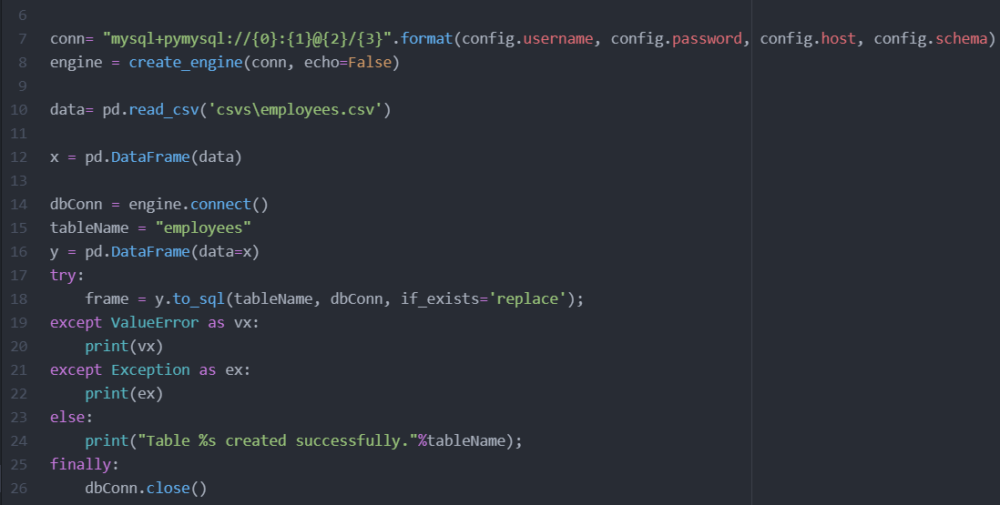 6
7 conn= "mysql+pymysql://{0}:{1}@{2}/{3}".format(config.username, config.password, config.host, config.schema)
8 engine = create_engine(conn, echo=False)
9
10 data= pd.read_csv('csvs\employees.csv')
11
12 x = pd.DataFrame(data)
13
14 dbConn = engine.connect()
15 tableName = "employees"
16 y = pd.DataFrame(data=x)
17 try:
18     frame = y.to_sql(tableName, dbConn, if_exists='replace');
19 except ValueError as vx:
20     print(vx)
21 except Exception as ex:
22     print(ex)
23 else:
24     print("Table %s created successfully."%tableName);
25 finally:
26     dbConn.close()